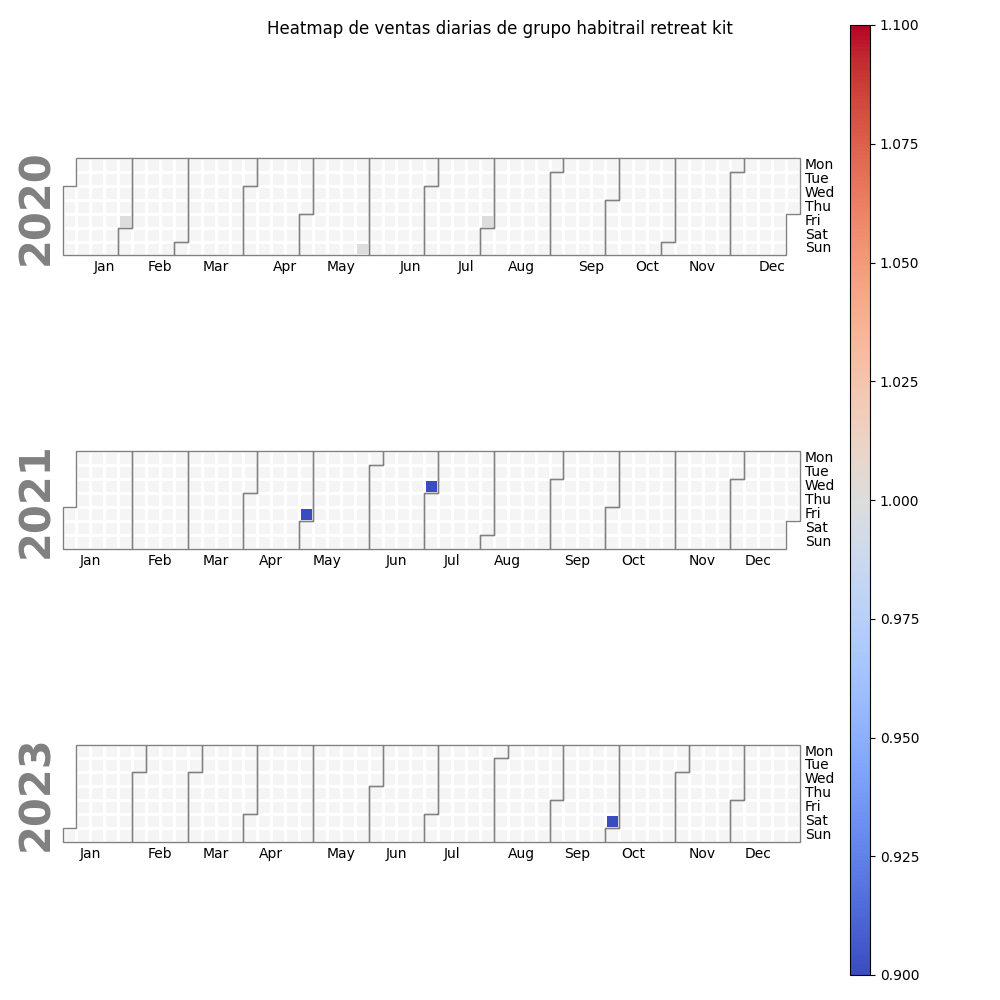 Heatmap de ventas diarias de grupo habitrail retreat kit
2020
Mon
Tue
Wed
Thu
Fri
Sat
Sun
Jan Feb Mar Apr May Jun Jul Aug Sep Oct Nov Dec
2021
Mon
Tue
Wed
Thu
Fri
Sat
Sun
Jan Feb Mar Apr May Jun Jul Aug Sep Oct Nov Dec
2023
Mon
Tue
Wed
Thu
Fri
Sat
Sun
Jan Feb Mar Apr May Jun Jul Aug Sep Oct Nov Dec
1.100
1.075
1.050
1.025
1.000
0.975
0.950
0.925
0.900